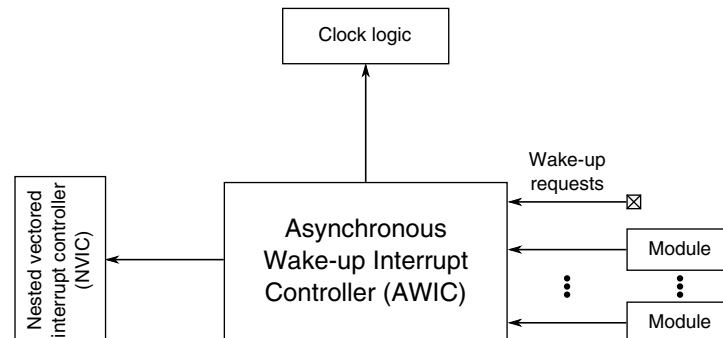 Clock logic
Nested vectored
interrupt controller
(NVIC)
Asynchronous
Wake-up Interrupt
Controller (AWIC)
Wake-up
requests
Module
Module